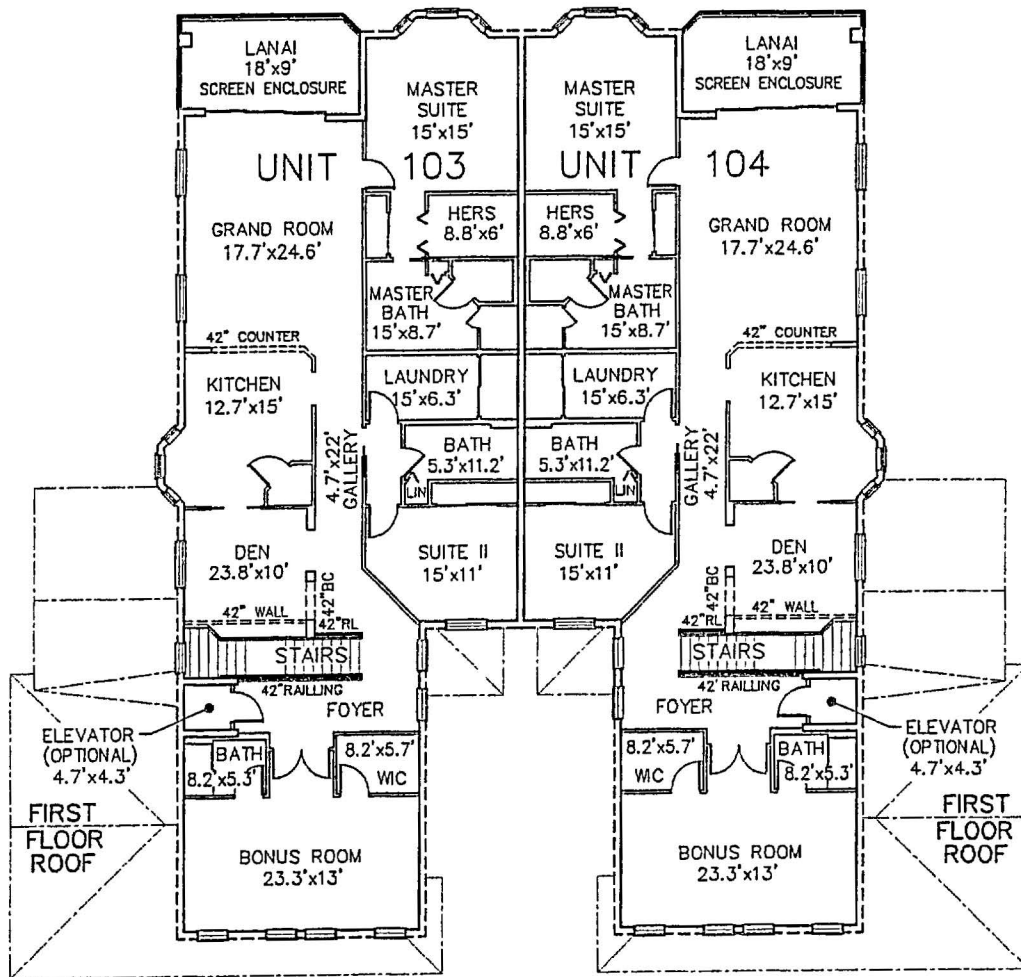 LANAI
18'x9'
SCREEN ENCLOSURE
MASTER
SUITE
15'x15'
MASTER
SUITE
15'x15'
LANAI
18'x9'
SCREEN ENCLOSURE
UNIT 103
UNIT 104
GRAND ROOM
17.7'x24.6'
HERS
8.8'x6'
HERS
8.8'x6'
GRAND ROOM
17.7'x24.6'
MASTER
BATH
15'x8.7'
MASTER
BATH
15'x8.7'
42" COUNTER
42" COUNTER
KITCHEN
12.7'x15'
LAUNDRY
15'x6.3'
LAUNDRY
15'x6.3'
KITCHEN
12.7'x15'
4.7'x22'
GALLERY
BATH
5.3'x11.2'
LIN
BATH
5.3'x11.2'
LIN
GALLERY
4.7'x22'
DEN
23.8'x10'
SUITE II
15'x11'
SUITE II
15'x11'
DEN
23.8'x10'
42" WALL
42"BC
42"RL
42"BC
42" WALL
42"RL
STAIRS
STAIRS
42"RAILLING
42'RAILLING
FOYER
FOYER
ELEVATOR
(OPTIONAL)
4.7'x4.3'
BATH
8.2'x5.3'
8.2'x5.7'
WIC
8.2'x5.7'
WIC
BATH
8.2'x5.3'
ELEVATOR
(OPTIONAL)
4.7'x4.3'
FIRST
FLOOR
ROOF
BONUS ROOM
23.3'x13'
BONUS ROOM
23.3'x13'
FIRST
FLOOR
ROOF